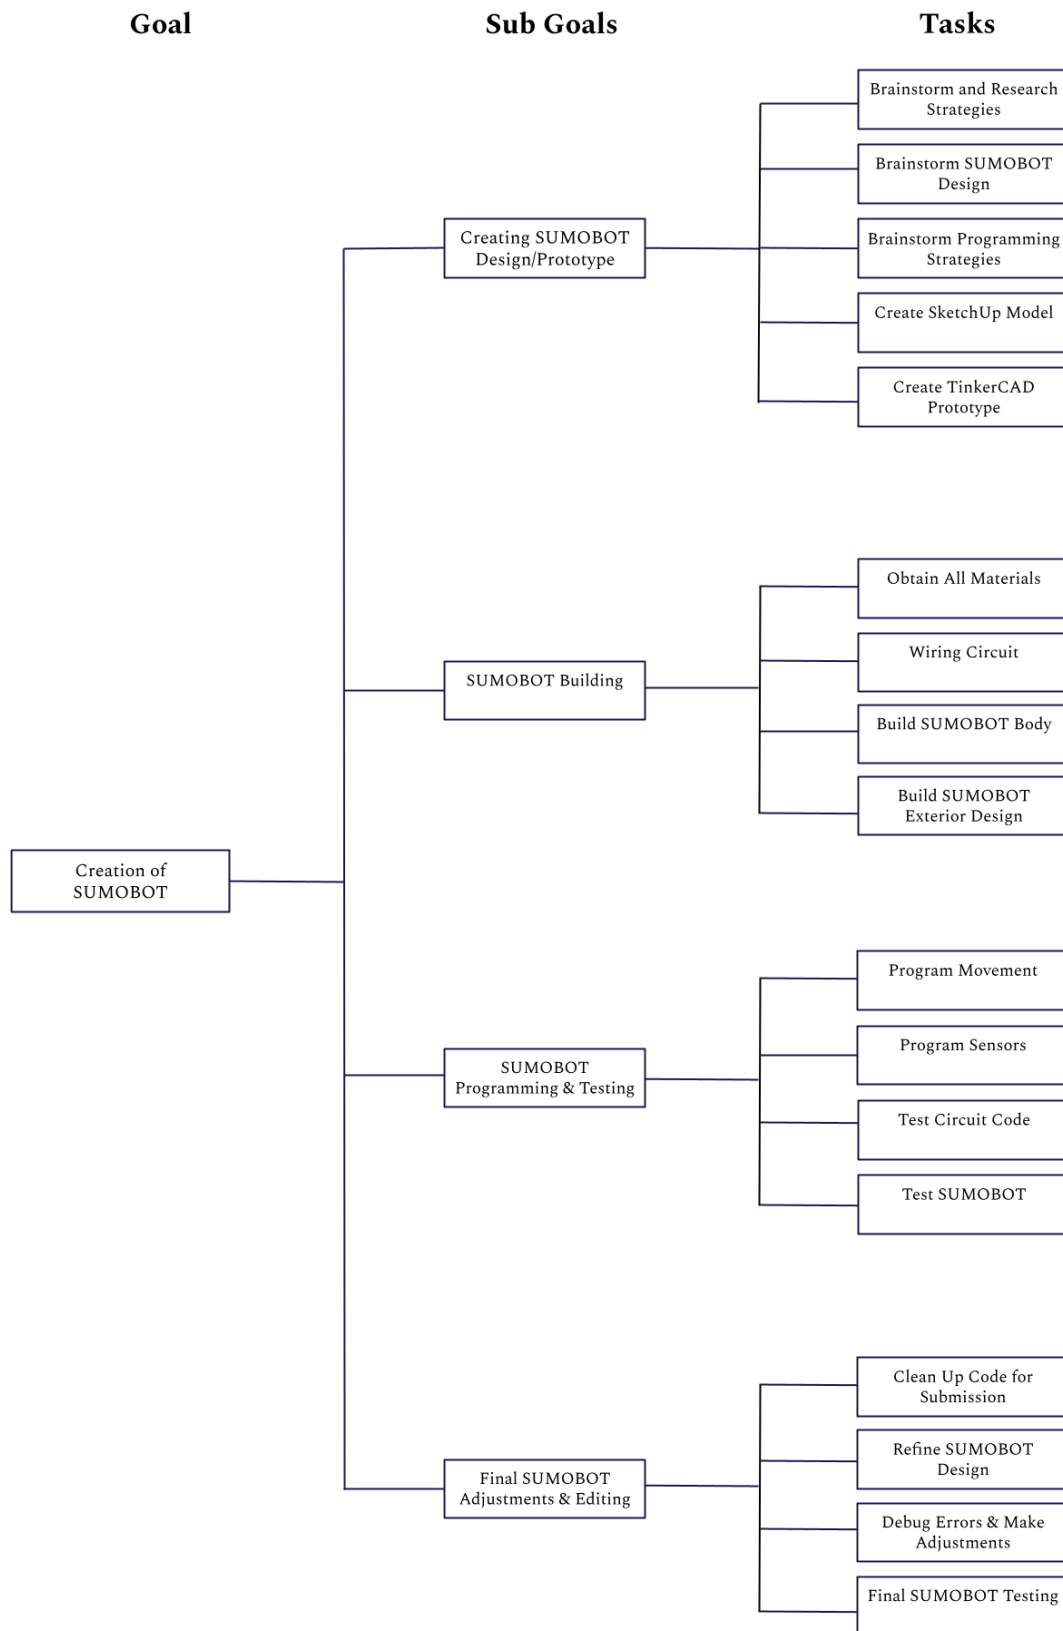 Goal
Sub Goals
Tasks
Brainstorm and Research
Strategies
Brainstorm SUMOBOT
Design
Creating SUMOBOT
Design/Prototype
Brainstorm Programming
Strategies
Create SketchUp Model
Create TinkerCAD
Prototype
Obtain All Materials
Wiring Circuit
SUMOBOT Building
Build SUMOBOT Body
Build SUMOBOT
Exterior Design
Creation of
SUMOBOT
Program Movement
Program Sensors
SUMOBOT
Programming & Testing
Test Circuit Code
Test SUMOBOT
Clean Up Code for
Submission
Refine SUMOBOT
Design
Final SUMOBOT
Adjustments & Editing
Debug Errors & Make
Adjustments
Final SUMOBOT Testing